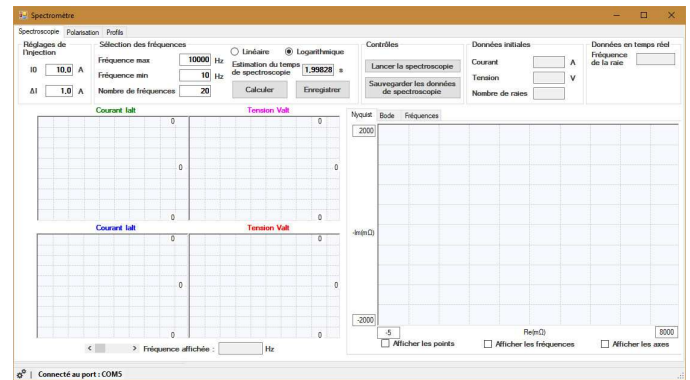 Spectromètre
Spectroscopie Polarisation Profils
Réglages de l'injection
I0 10,0 A
ΔI 1,0 A
Sélection des fréquences
Fréquence max 10000 Hz
Fréquence min 10 Hz
Nombre de fréquences 20
Linéaire Logarithmique
Estimation du temps de spectroscopie 1,99828 s
Calculer Enregistrer
Contrôles
Lancer la spectroscopie
Sauvegarder les données de spectroscopie
Données initiales
Courant A
Tension V
Nombre de raies
Données en temps réel
Fréquence de la raie
Courant Ialt Tension Valt
0 0
0 0
0 0
Courant Ialt Tension Valt
0 0
0 0
0 0
< > Fréquence affichée : Hz
Nyquist Bode Fréquences
2000
-Im(mΩ)
-2000
-5 Re(mΩ) 8000
Afficher les points Afficher les fréquences Afficher les axes
Connecté au port : COM5